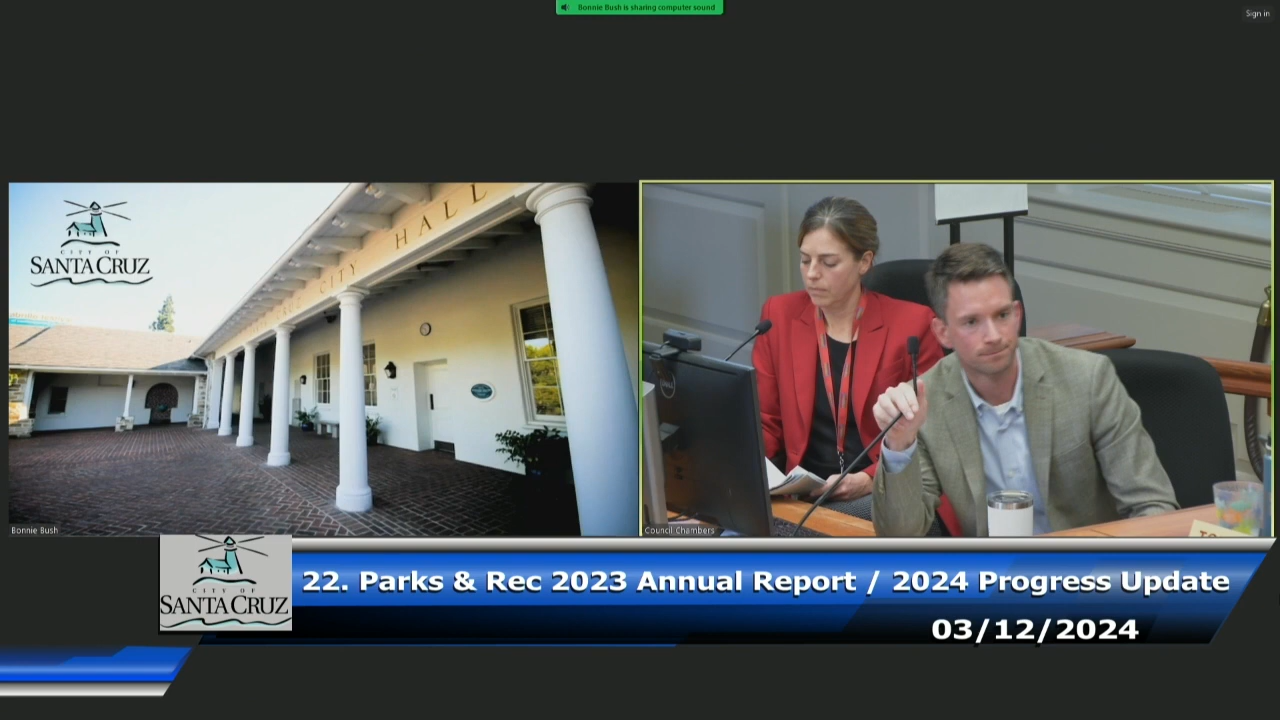 Bonnie Bush is sharing computer sound
Sign in
CITY OF
SANTA CRUZ
CITY HALL
Bonnie Bush
Council Chambers
DELL
CITY OF
SANTA CRUZ
22. Parks & Rec 2023 Annual Report / 2024 Progress Update
03/12/2024